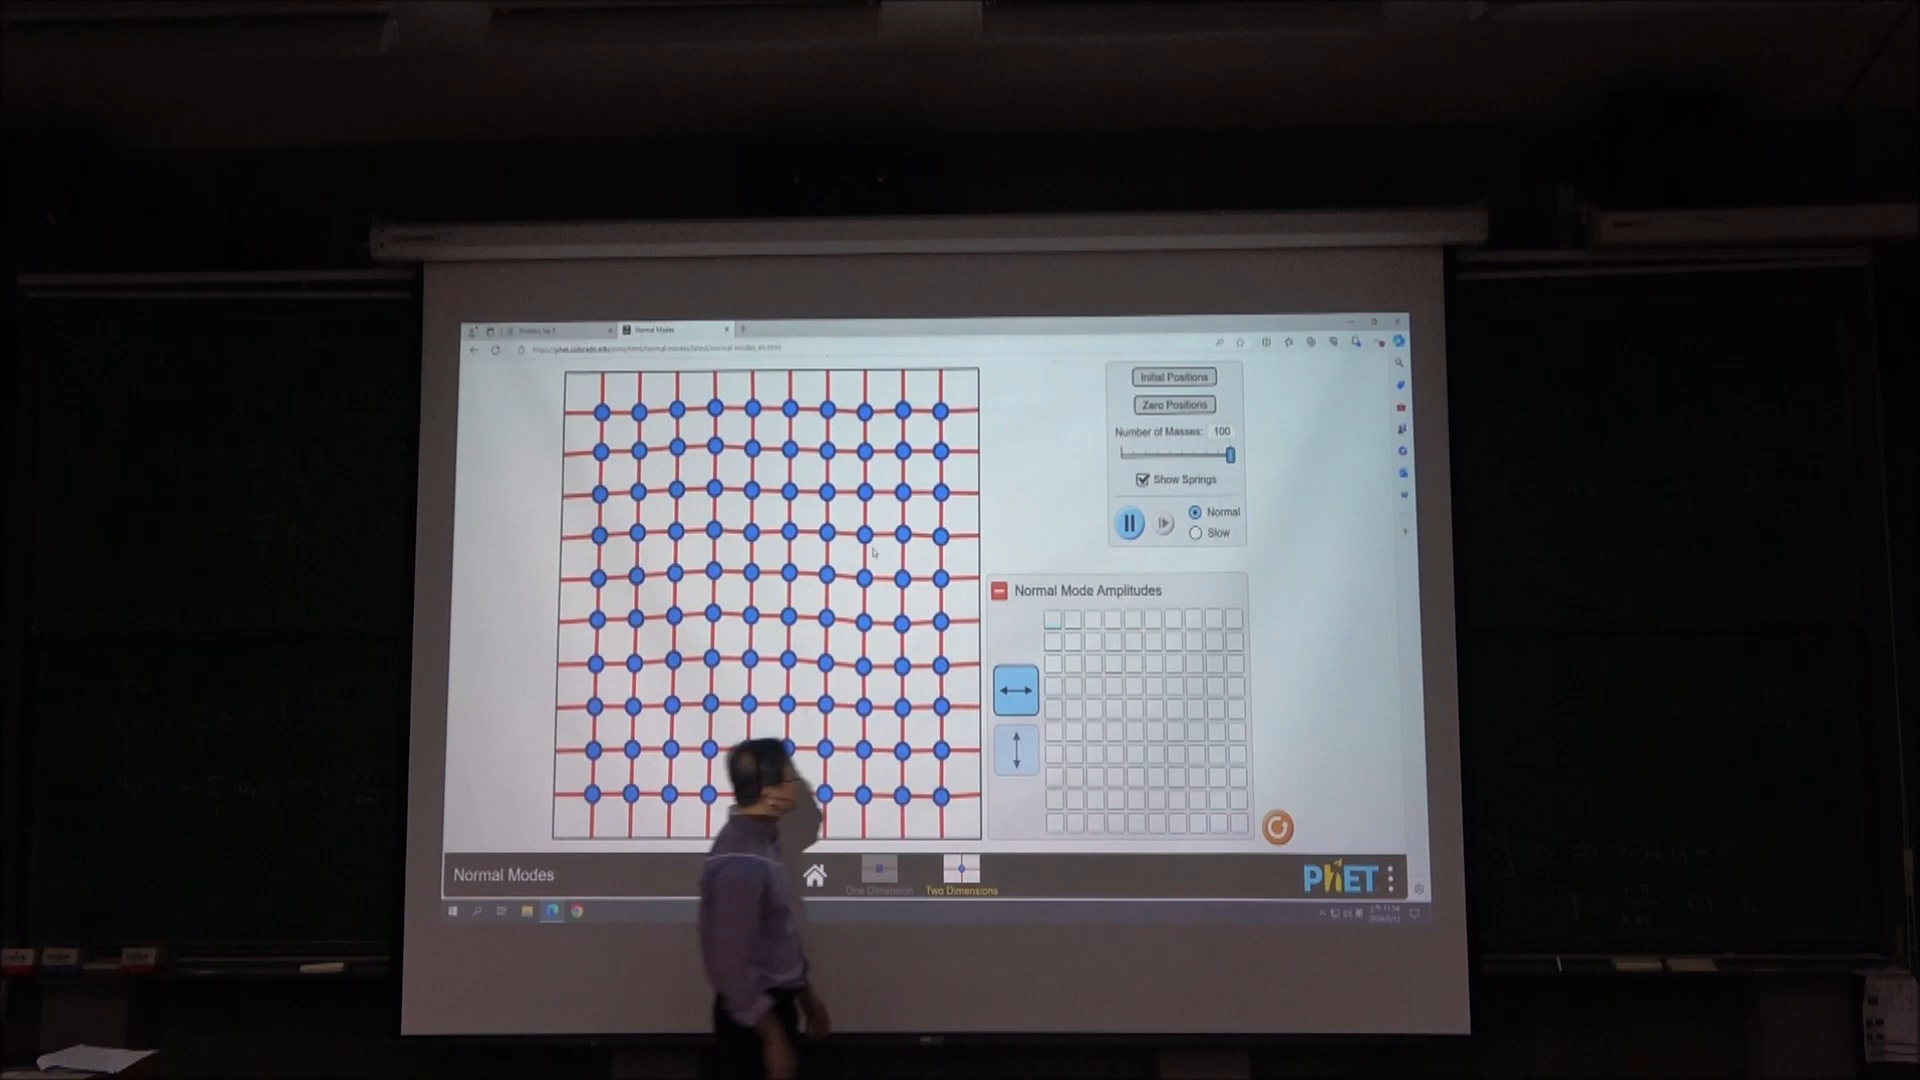 Normal Modes
Initial Positions
Zero Positions
Number of Masses: 100
Show Springs
Normal
Slow
Normal Mode Amplitudes
Normal Modes
One Dimension
Two Dimensions
PhET